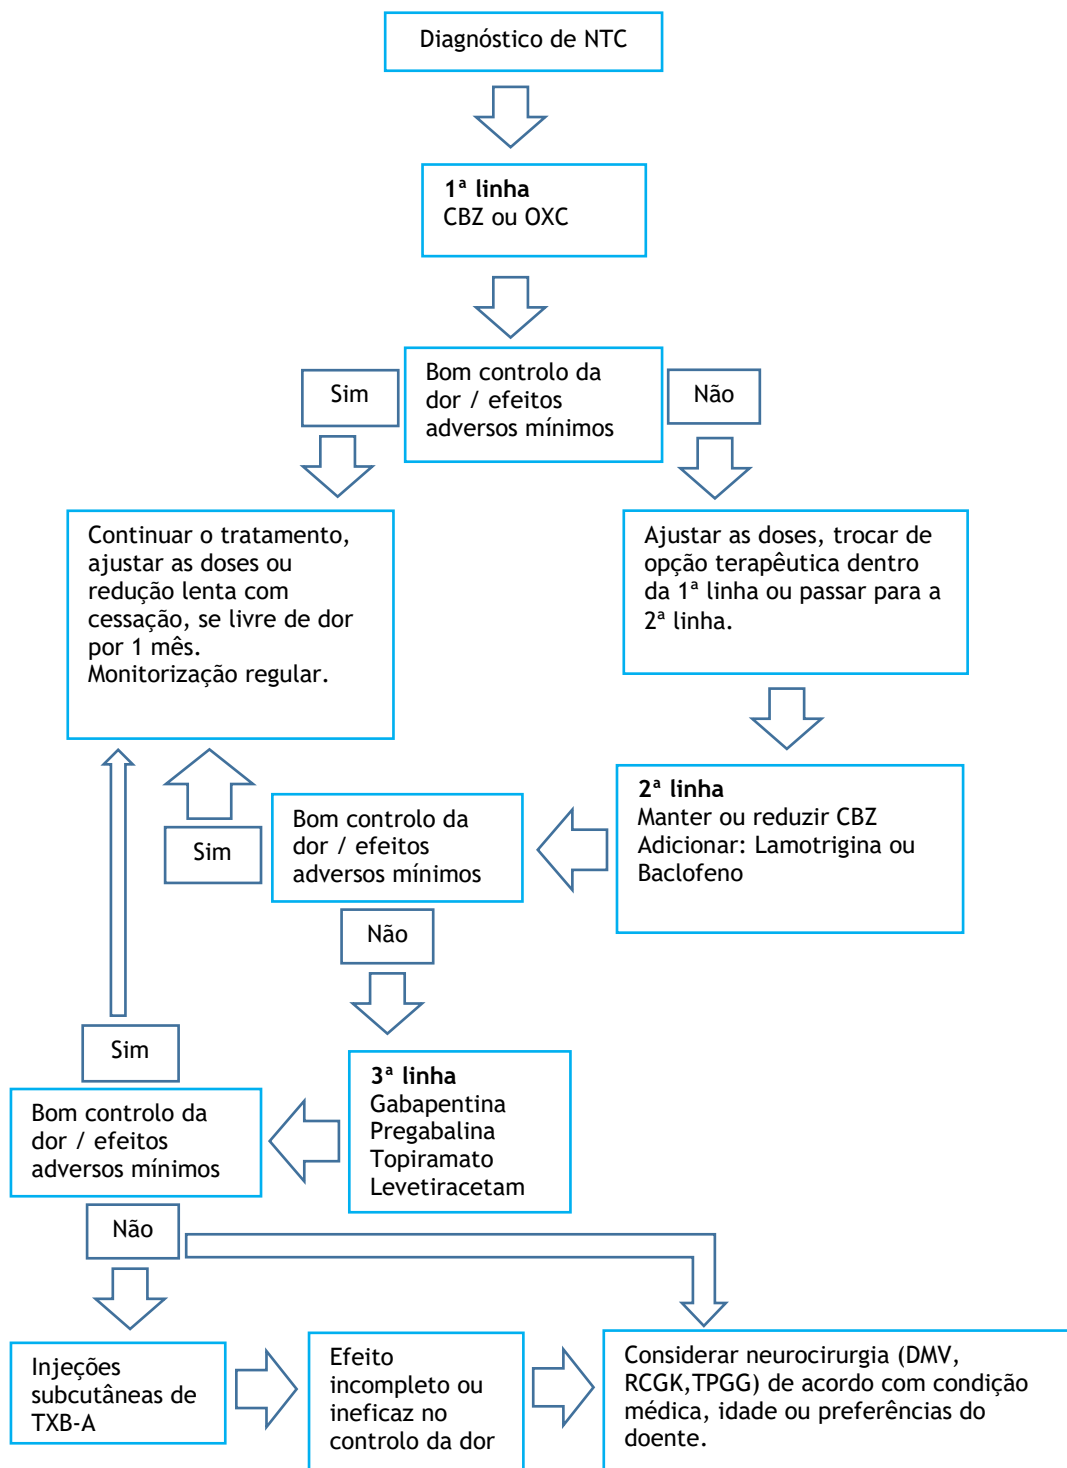 Diagnóstico de NTC
1ª linha
CBZ ou OXC
Sim
Bom controlo da
dor / efeitos
adversos mínimos
Não
Continuar o tratamento,
ajustar as doses ou
redução lenta com
cessação, se livre de dor
por 1 mês.
Monitorização regular.
Ajustar as doses, trocar de
opção terapêutica dentro
da 1ª linha ou passar para a
2ª linha.
2ª linha
Manter ou reduzir CBZ
Adicionar: Lamotrigina ou
Baclofeno
Bom controlo da
dor / efeitos
adversos mínimos
Sim
Não
3ª linha
Gabapentina
Pregabalina
Topiramato
Levetiracetam
Sim
Bom controlo da
dor / efeitos
adversos mínimos
Não
Injeções
subcutâneas de
TXB-A
Efeito
incompleto ou
ineficaz no
controlo da dor
Considerar neurocirurgia (DMV,
RCGK,TPGG) de acordo com condição
médica, idade ou preferências do
doente.